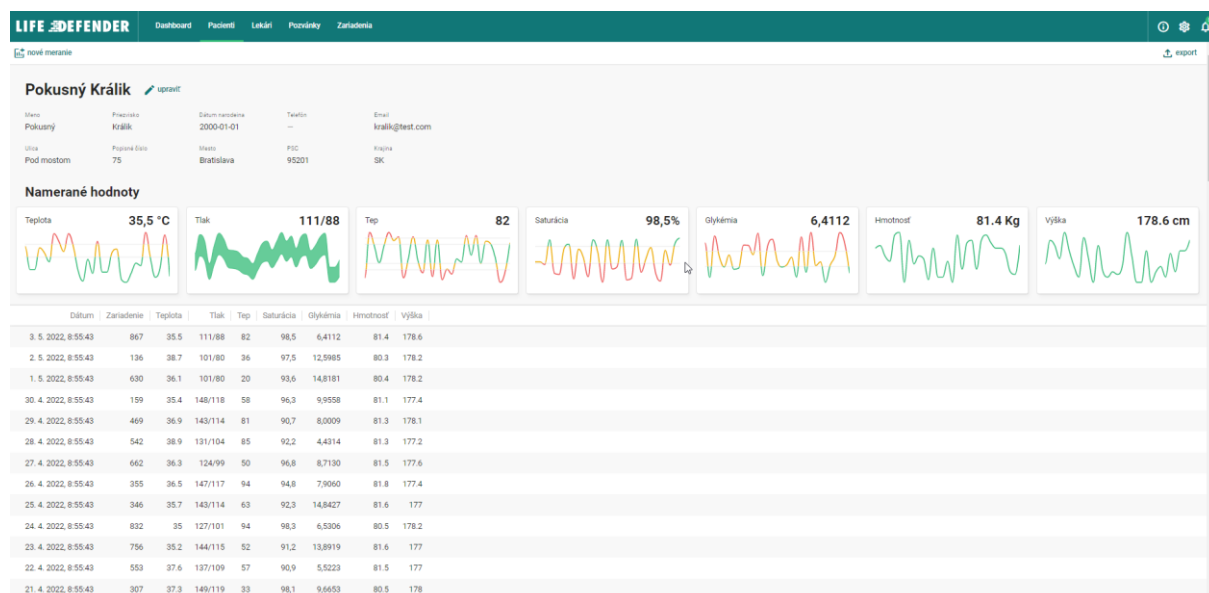 LIFE DEFENDER Dashboard Pacienti Lekári Pozvánky Zariadenia
nové meranie export
Pokusný Králik upraviť
Meno Priezvisko Dátum narodenia Telefón Email
Pokusný Králik 2000-01-01 — kralik@test.com
Ulica Popisné číslo Mesto PSČ Krajina
Pod mostom 75 Bratislava 95201 SK
Namerané hodnoty
Teplota 35,5 °C Tlak 111/88 Tep 82 Saturácia 98,5% Glykémia 6,4112 Hmotnosť 81.4 Kg Výška 178.6 cm
Dátum Zariadenie Teplota Tlak Tep Saturácia Glykémia Hmotnosť Výška
3. 5. 2022, 8:55:43 867 35.5 111/88 82 98,5 6,4112 81.4 178.6
2. 5. 2022, 8:55:43 136 38.7 101/80 36 97,5 12,5985 80.3 178.2
1. 5. 2022, 8:55:43 630 36.1 101/80 20 93,6 14,8181 80.4 178.2
30. 4. 2022, 8:55:43 159 35.4 148/118 58 96,3 9,9558 81.1 177.4
29. 4. 2022, 8:55:43 469 36.9 143/114 81 90,7 8,0009 81.3 178.1
28. 4. 2022, 8:55:43 542 38.9 131/104 85 92,2 4,4314 81.3 177.2
27. 4. 2022, 8:55:43 662 36.3 124/99 50 96,8 8,7130 81.5 177.6
26. 4. 2022, 8:55:43 355 36.5 147/117 94 94,8 7,9060 81.8 177.4
25. 4. 2022, 8:55:43 346 35.7 143/114 63 92,3 14,8427 81.6 177
24. 4. 2022, 8:55:43 832 35 127/101 94 98,3 6,5306 80.5 178.2
23. 4. 2022, 8:55:43 756 35.2 144/115 52 91,2 13,8919 81.6 177
22. 4. 2022, 8:55:43 553 37.6 137/109 57 90,9 5,5223 81.5 177
21. 4. 2022, 8:55:43 307 37.3 149/119 33 98,1 9,6653 80.5 178